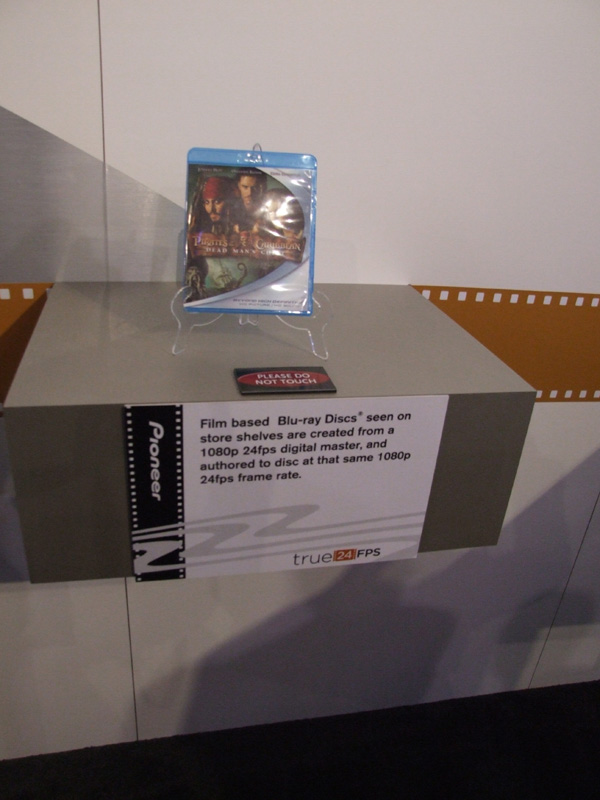 PIRATES OF THE CARIBBEAN
DEAD MAN'S CHEST
PLEASE DO
NOT TOUCH
Pioneer
Film based Blu-ray Discs* seen on
store shelves are created from a
1080p 24fps digital master, and
authored to disc at that same 1080p
24fps frame rate.
IN
true24FPS